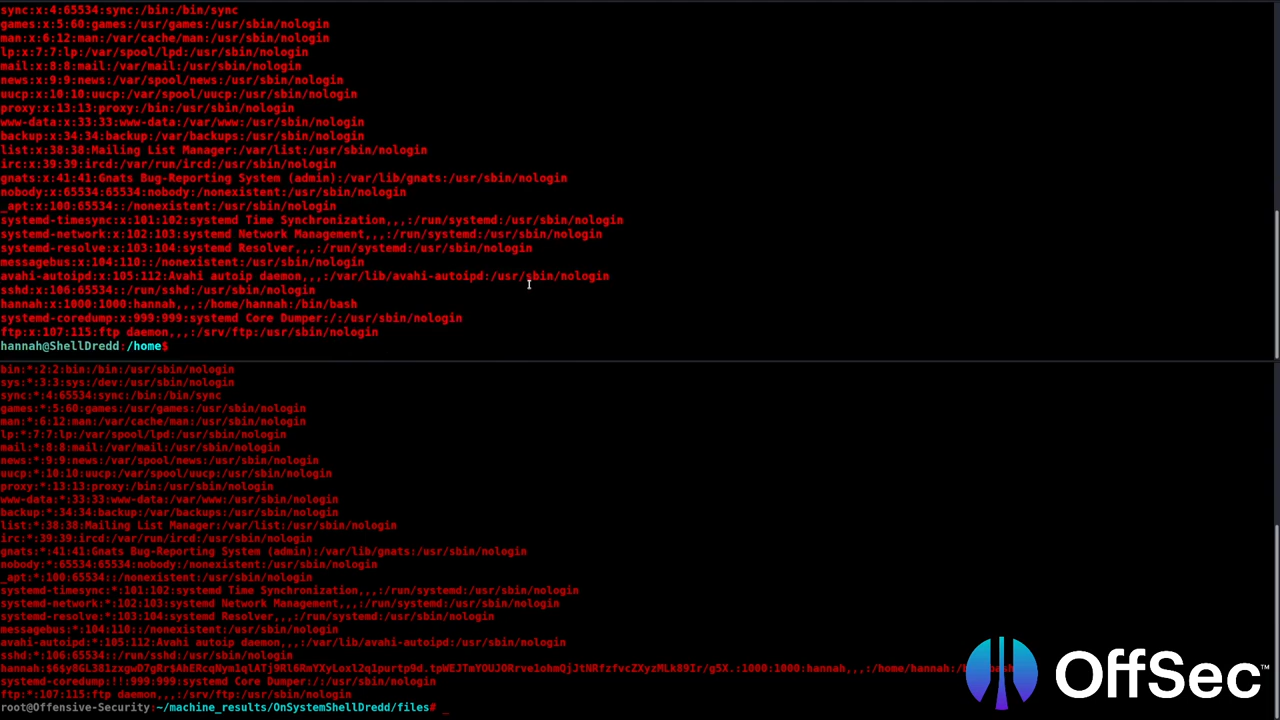 sync:x:4:65534:sync:/bin:/bin/sync
games:x:5:60:games:/usr/games:/usr/sbin/nologin
man:x:6:12:man:/var/cache/man:/usr/sbin/nologin
lp:x:7:7:lp:/var/spool/lpd:/usr/sbin/nologin
mail:x:8:8:mail:/var/mail:/usr/sbin/nologin
news:x:9:9:news:/var/spool/news:/usr/sbin/nologin
uucp:x:10:10:uucp:/var/spool/uucp:/usr/sbin/nologin
proxy:x:13:13:proxy:/bin:/usr/sbin/nologin
www-data:x:33:33:www-data:/var/www:/usr/sbin/nologin
backup:x:34:34:backup:/var/backups:/usr/sbin/nologin
list:x:38:38:Mailing List Manager:/var/list:/usr/sbin/nologin
irc:x:39:39:ircd:/var/run/ircd:/usr/sbin/nologin
gnats:x:41:41:Gnats Bug-Reporting System (admin):/var/lib/gnats:/usr/sbin/nologin
nobody:x:65534:65534:nobody:/nonexistent:/usr/sbin/nologin
_apt:x:100:65534::/nonexistent:/usr/sbin/nologin
systemd-timesync:x:101:102:systemd Time Synchronization,,,:/run/systemd:/usr/sbin/nologin
systemd-network:x:102:103:systemd Network Management,,,:/run/systemd:/usr/sbin/nologin
systemd-resolve:x:103:104:systemd Resolver,,,:/run/systemd:/usr/sbin/nologin
messagebus:x:104:110::/nonexistent:/usr/sbin/nologin
avahi-autoipd:x:105:112:Avahi autoip daemon,,,:/var/lib/avahi-autoipd:/usr/sbin/nologin
sshd:x:106:65534::/run/sshd:/usr/sbin/nologin
hannah:x:1000:1000:hannah,,,:/home/hannah:/bin/bash
systemd-coredump:x:999:999:systemd Core Dumper:/:/usr/sbin/nologin
ftp:x:107:115:ftp daemon,,,:/srv/ftp:/usr/sbin/nologin
hannah@ShellDredd:/home$
bin:*:2:2:bin:/bin:/usr/sbin/nologin
sys:*:3:3:sys:/dev:/usr/sbin/nologin
sync:*:4:65534:sync:/bin:/bin/sync
games:*:5:60:games:/usr/games:/usr/sbin/nologin
man:*:6:12:man:/var/cache/man:/usr/sbin/nologin
lp:*:7:7:lp:/var/spool/lpd:/usr/sbin/nologin
mail:*:8:8:mail:/var/mail:/usr/sbin/nologin
news:*:9:9:news:/var/spool/news:/usr/sbin/nologin
uucp:*:10:10:uucp:/var/spool/uucp:/usr/sbin/nologin
proxy:*:13:13:proxy:/bin:/usr/sbin/nologin
www-data:*:33:33:www-data:/var/www:/usr/sbin/nologin
backup:*:34:34:backup:/var/backups:/usr/sbin/nologin
list:*:38:38:Mailing List Manager:/var/list:/usr/sbin/nologin
irc:*:39:39:ircd:/var/run/ircd:/usr/sbin/nologin
gnats:*:41:41:Gnats Bug-Reporting System (admin):/var/lib/gnats:/usr/sbin/nologin
nobody:*:65534:65534:nobody:/nonexistent:/usr/sbin/nologin
_apt:*:100:65534::/nonexistent:/usr/sbin/nologin
systemd-timesync:*:101:102:systemd Time Synchronization,,,:/run/systemd:/usr/sbin/nologin
systemd-network:*:102:103:systemd Network Management,,,:/run/systemd:/usr/sbin/nologin
systemd-resolve:*:103:104:systemd Resolver,,,:/run/systemd:/usr/sbin/nologin
messagebus:*:104:110::/nonexistent:/usr/sbin/nologin
avahi-autoipd:*:105:112:Avahi autoip daemon,,,:/var/lib/avahi-autoipd:/usr/sbin/nologin
sshd:*:106:65534::/run/sshd:/usr/sbin/nologin
hannah:$6$y8GL381zxgwD7gRr$AhERcqNym1qlATj9Rl6RmYXyLoxl2q1purtp9d.tpWEJTmYOUJORrve1ohmQjJtNRfzfvcZXyzMLk89Ir/g5X.:1000:1000:hannah,,,:/home/hannah:/b
systemd-coredump:!!:999:999:systemd Core Dumper:/:/usr/sbin/nologin
ftp:*:107:115:ftp daemon,,,:/srv/ftp:/usr/sbin/nologin
root@Offensive-Security:~/machine_results/OnSystemShellDredd/files# _
OffSec™